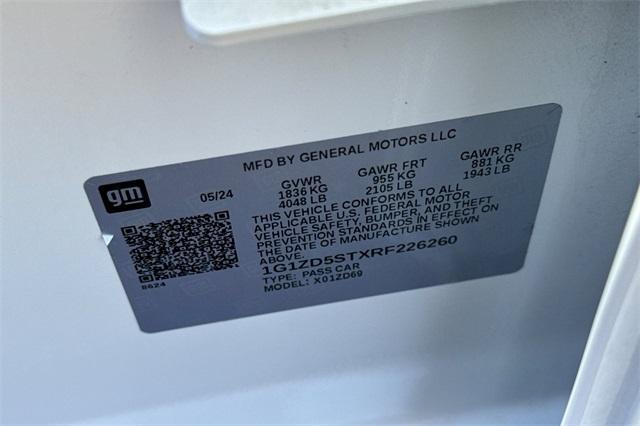 MFD BY GENERAL MOTORS LLC
gm
05/24
GVWR
1836 KG
4048 LB
GAWR FRT
955 KG
2105 LB
GAWR RR
881 KG
1943 LB
THIS VEHICLE CONFORMS TO ALL
APPLICABLE U.S. FEDERAL MOTOR
VEHICLE SAFETY, BUMPER, AND THEFT
PREVENTION STANDARDS IN EFFECT ON
THE DATE OF MANUFACTURE SHOWN
ABOVE.
1G1ZD5STXRF226260
TYPE: PASS CAR
MODEL: X01ZD69
8624